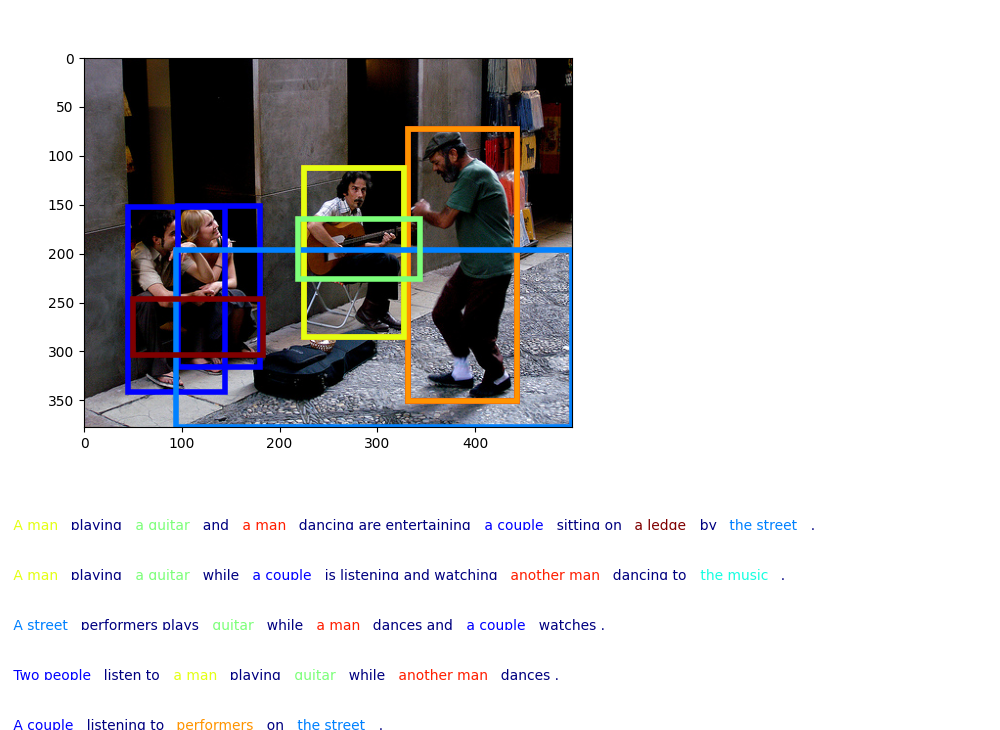 0
50
100
150
200
250
300
350
0 100 200 300 400
A man playing a guitar and a man dancing are entertaining a couple sitting on a ledge by the street .
A man playing a guitar while a couple is listening and watching another man dancing to the music .
A street performers plays guitar while a man dances and a couple watches .
Two people listen to a man playing guitar while another man dances .
A couple listening to performers on the street .